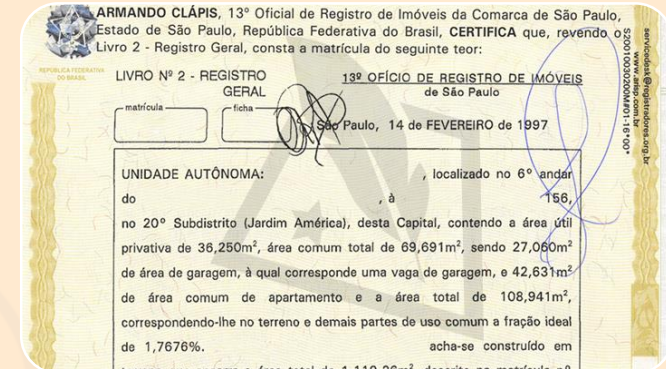 ARMANDO CLÁPIS, 13º Oficial de Registro de Imóveis da Comarca de São Paulo,
Estado de São Paulo, República Federativa do Brasil, CERTIFICA que, revendo o
Livro 2 - Registro Geral, consta a matrícula do seguinte teor:
REPÚBLICA FEDERATIVA
DO BRASIL
LIVRO Nº 2 - REGISTRO
GERAL
13º OFÍCIO DE REGISTRO DE IMÓVEIS
de São Paulo
matrícula
ficha
São Paulo, 14 de FEVEREIRO de 1997
UNIDADE AUTÔNOMA: , localizado no 6º andar
do , à 156,
no 20º Subdistrito (Jardim América), desta Capital, contendo a área útil
privativa de 36,250m², área comum total de 69,691m², sendo 27,060m²
de área de garagem, à qual corresponde uma vaga de garagem, e 42,631m²
de área comum de apartamento e a área total de 108,941m²,
correspondendo-lhe no terreno e demais partes de uso comum a fração ideal
de 1,7676%. acha-se construído em
servicedesk@registradores.org.br
www.arisp.com.br